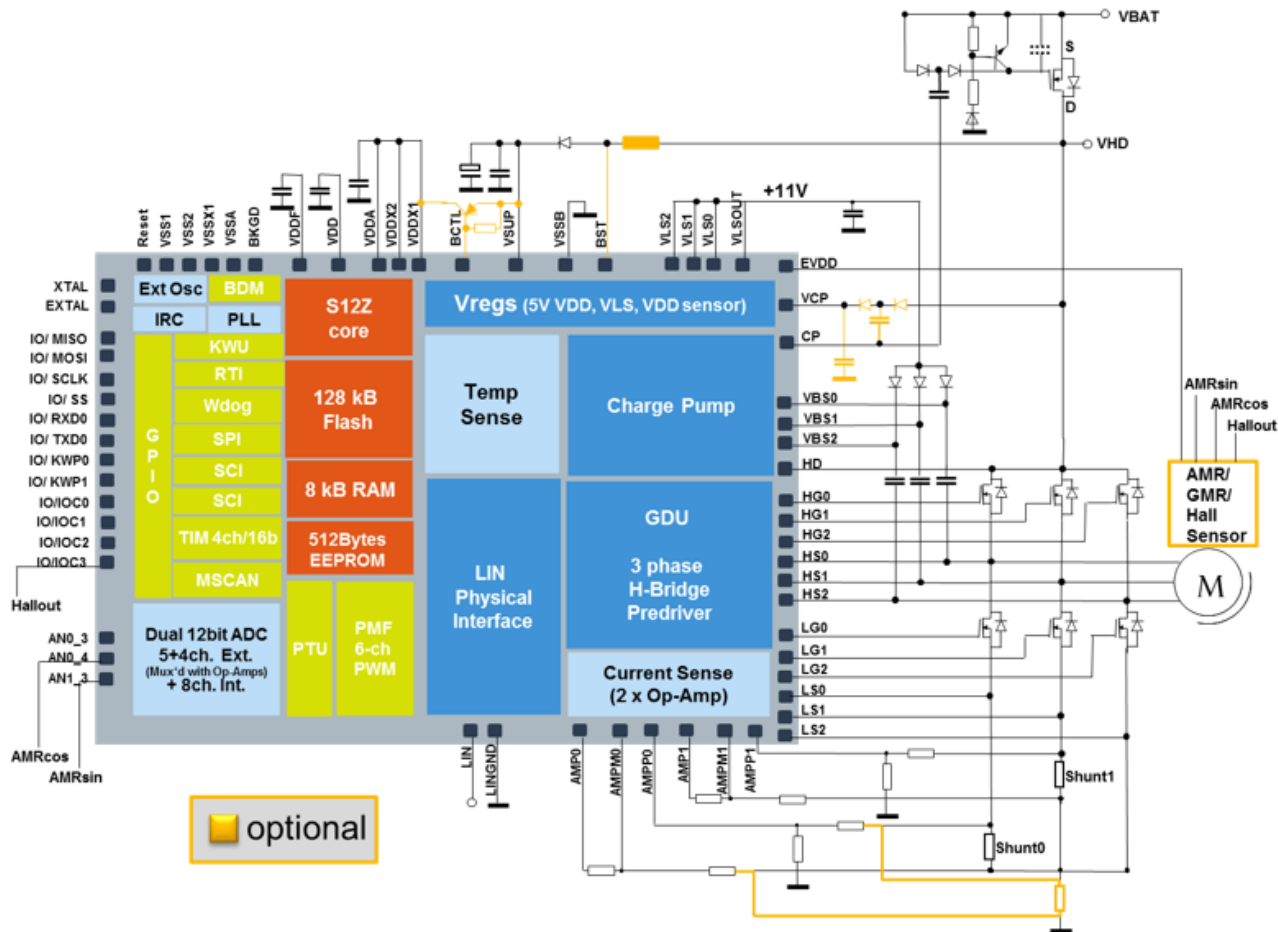 VBAT
S
D
VHD
+11V
Reset
VSS1
VSS2
VSSX1
VSSA
BKGD
VDDF
VDD
VDDA
VDDX2
VDDX1
BCTL
VSUP
VSSB
BST
VLS2
VLS1
VLS0
VLSOUT
XTAL
EXTAL
IO/ MISO
IO/ MOSI
IO/ SCLK
IO/ SS
IO/ RXD0
IO/ TXD0
IO/ KWP0
IO/ KWP1
IO/IOC0
IO/IOC1
IO/IOC2
IO/IOC3
Hallout
AN0_3
AN0_4
AN1_3
AMRcos
AMRsin
Ext Osc
BDM
IRC
PLL
GPIO
KWU
RTI
Wdog
SPI
SCI
SCI
TIM 4ch/16b
MSCAN
Dual 12bit ADC
5+4ch. Ext.
(Mux'd with Op-Amps)
+ 8ch. Int.
S12Z
core
128 kB
Flash
8 kB RAM
512Bytes
EEPROM
PTU
PMF
6-ch
PWM
Vregs (5V VDD, VLS, VDD sensor)
Temp
Sense
Charge Pump
LIN
Physical
Interface
GDU
3 phase
H-Bridge
Predriver
Current Sense
(2 x Op-Amp)
EVDD
VCP
CP
VBS0
VBS1
VBS2
HD
HG0
HG1
HG2
HS0
HS1
HS2
LG0
LG1
LG2
LS0
LS1
LS2
AMRsin
AMRcos
Hallout
AMR/
GMR/
Hall
Sensor
M
LIN
LINGND
AMP0
AMPM0
AMPP0
AMP1
AMPM1
AMPP1
Shunt1
Shunt0
optional